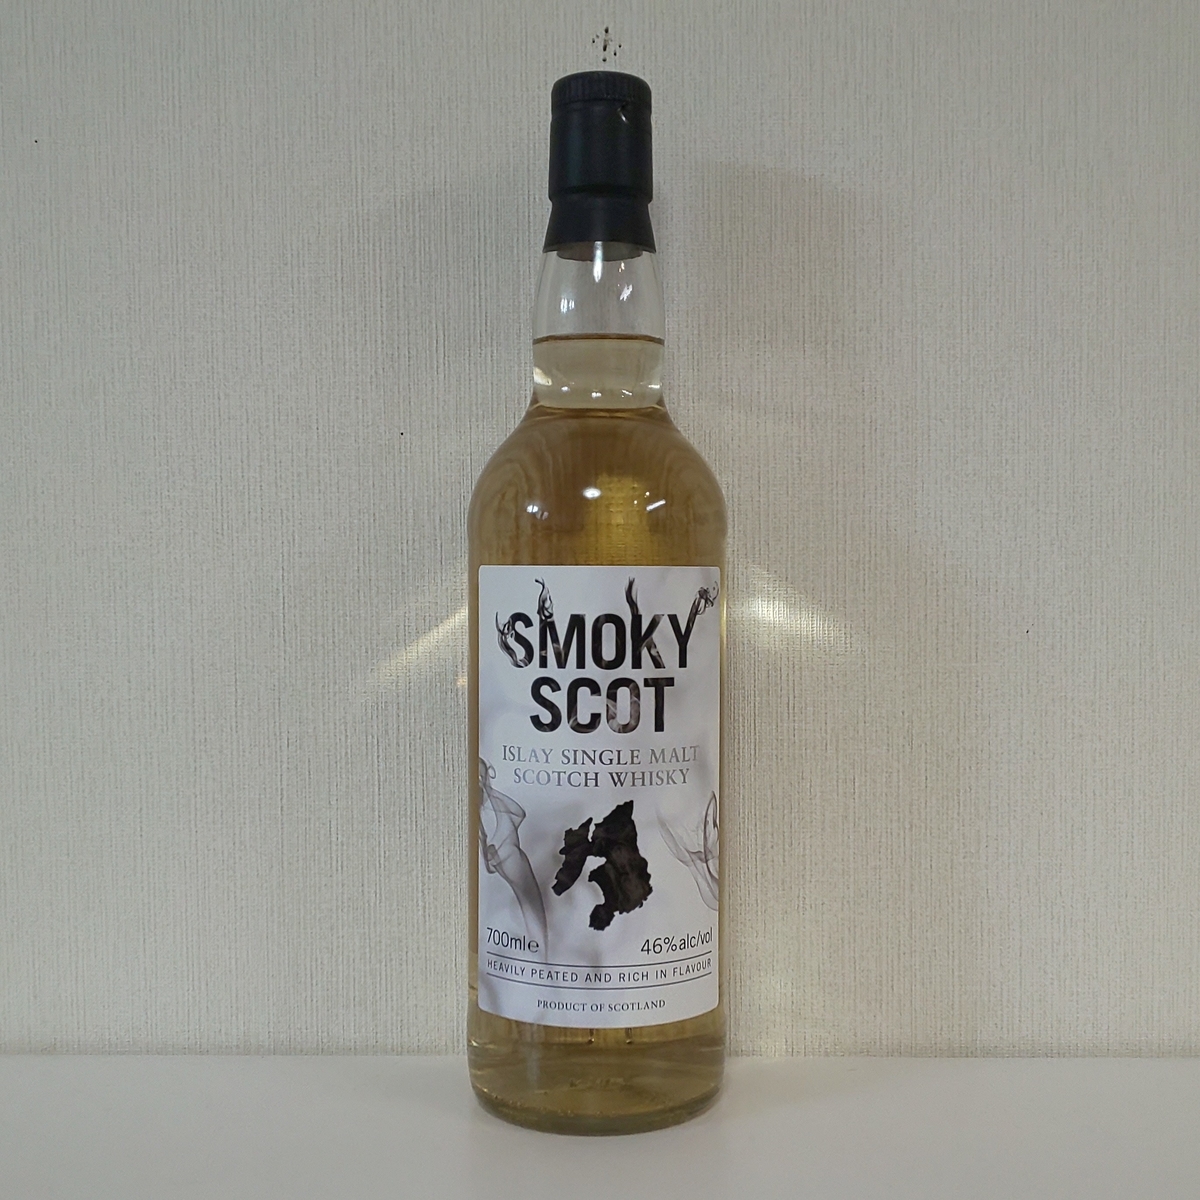 SMOKY
SCOT
ISLAY SINGLE MALT
SCOTCH WHISKY
700ml℮ 46%alc/vol
HEAVILY PEATED AND RICH IN FLAVOUR
PRODUCT OF SCOTLAND